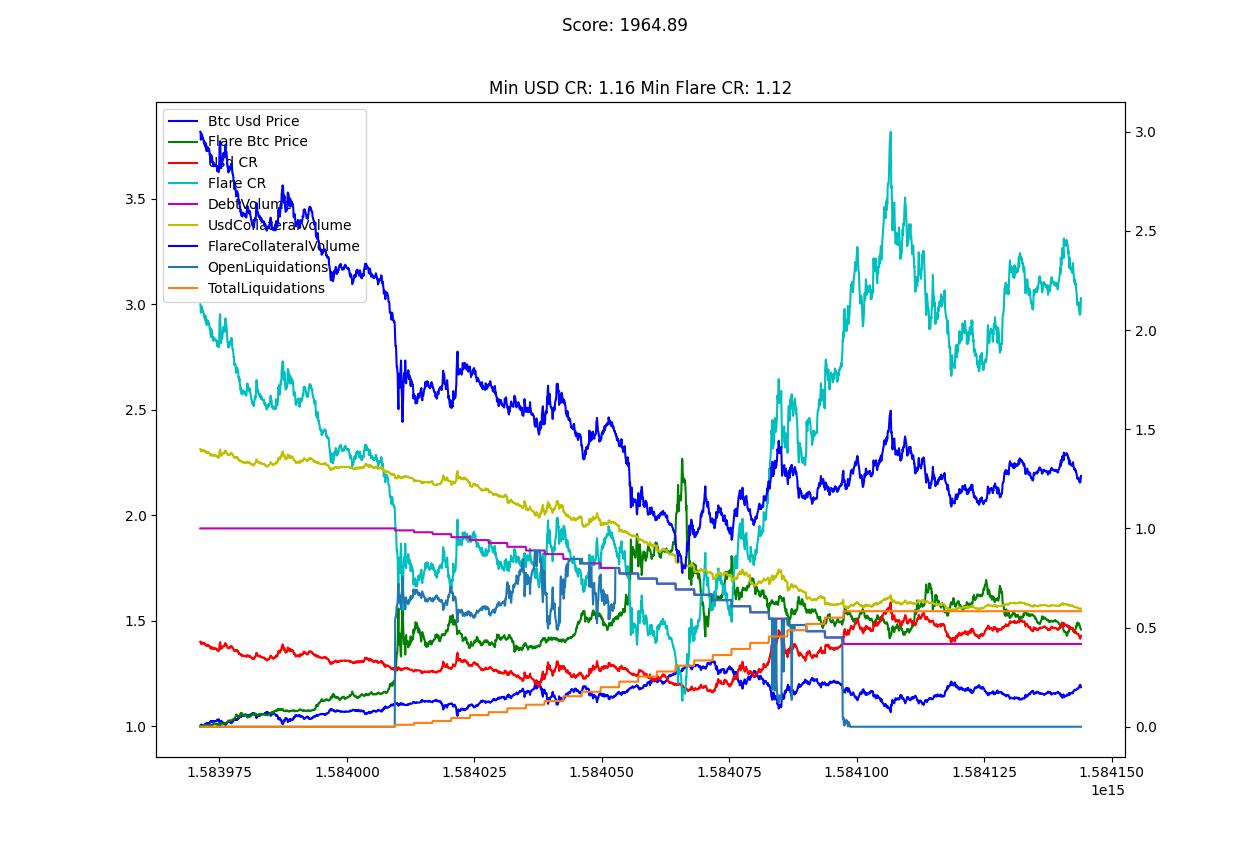 Score: 1964.89
Min USD CR: 1.16 Min Flare CR: 1.12
Btc Usd Price
Flare Btc Price
Usd CR
Flare CR
DebtVolume
UsdCollateralVolume
FlareCollateralVolume
OpenLiquidations
TotalLiquidations
3.5
3.0
2.5
2.0
1.5
1.0
3.0
2.5
2.0
1.5
1.0
0.5
0.0
1.583975
1.584000
1.584025
1.584050
1.584075
1.584100
1.584125
1.584150
1e15